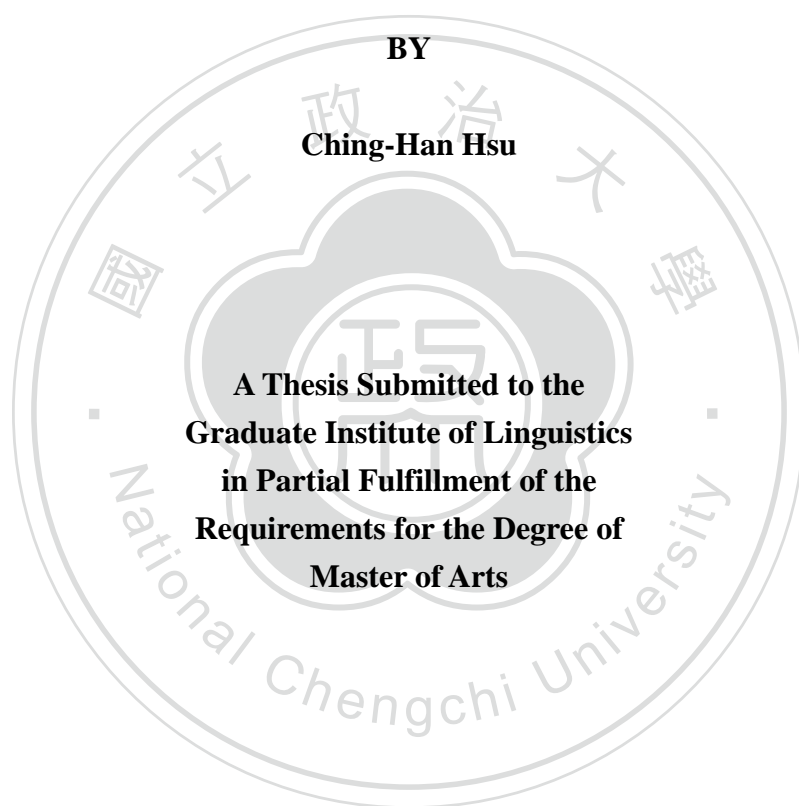 BY
Ching-Han Hsu
國立政治大學
A Thesis Submitted to the
Graduate Institute of Linguistics
in Partial Fulfillment of the
Requirements for the Degree of
Master of Arts
National Chengchi University